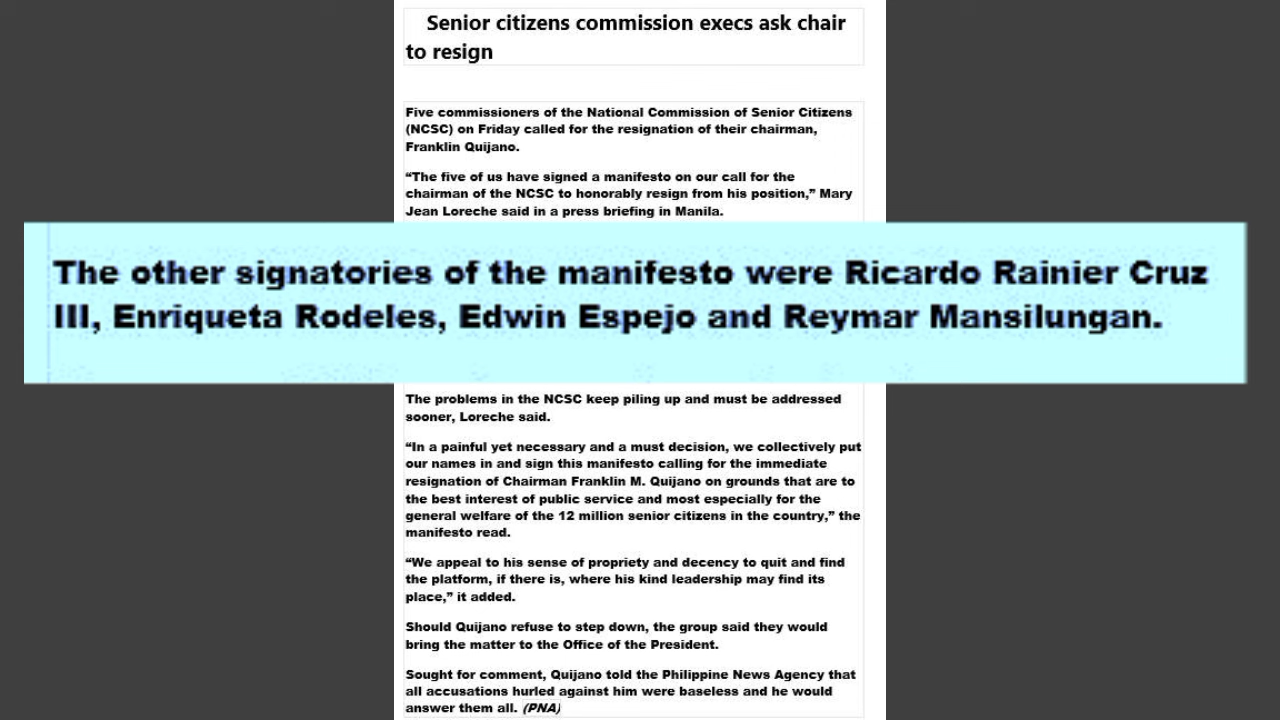 Senior citizens commission execs ask chair
to resign
Five commissioners of the National Commission of Senior Citizens
(NCSC) on Friday called for the resignation of their chairman,
Franklin Quijano.
“The five of us have signed a manifesto on our call for the
chairman of the NCSC to honorably resign from his position,” Mary
Jean Loreche said in a press briefing in Manila.
The other signatories of the manifesto were Ricardo Rainier Cruz
III, Enriqueta Rodeles, Edwin Espejo and Reymar Mansilungan.
The problems in the NCSC keep piling up and must be addressed
sooner, Loreche said.
“In a painful yet necessary and a must decision, we collectively put
our names in and sign this manifesto calling for the immediate
resignation of Chairman Franklin M. Quijano on grounds that are to
the best interest of public service and most especially for the
general welfare of the 12 million senior citizens in the country,” the
manifesto read.
“We appeal to his sense of propriety and decency to quit and find
the platform, if there is, where his kind leadership may find its
place,” it added.
Should Quijano refuse to step down, the group said they would
bring the matter to the Office of the President.
Sought for comment, Quijano told the Philippine News Agency that
all accusations hurled against him were baseless and he would
answer them all. (PNA)